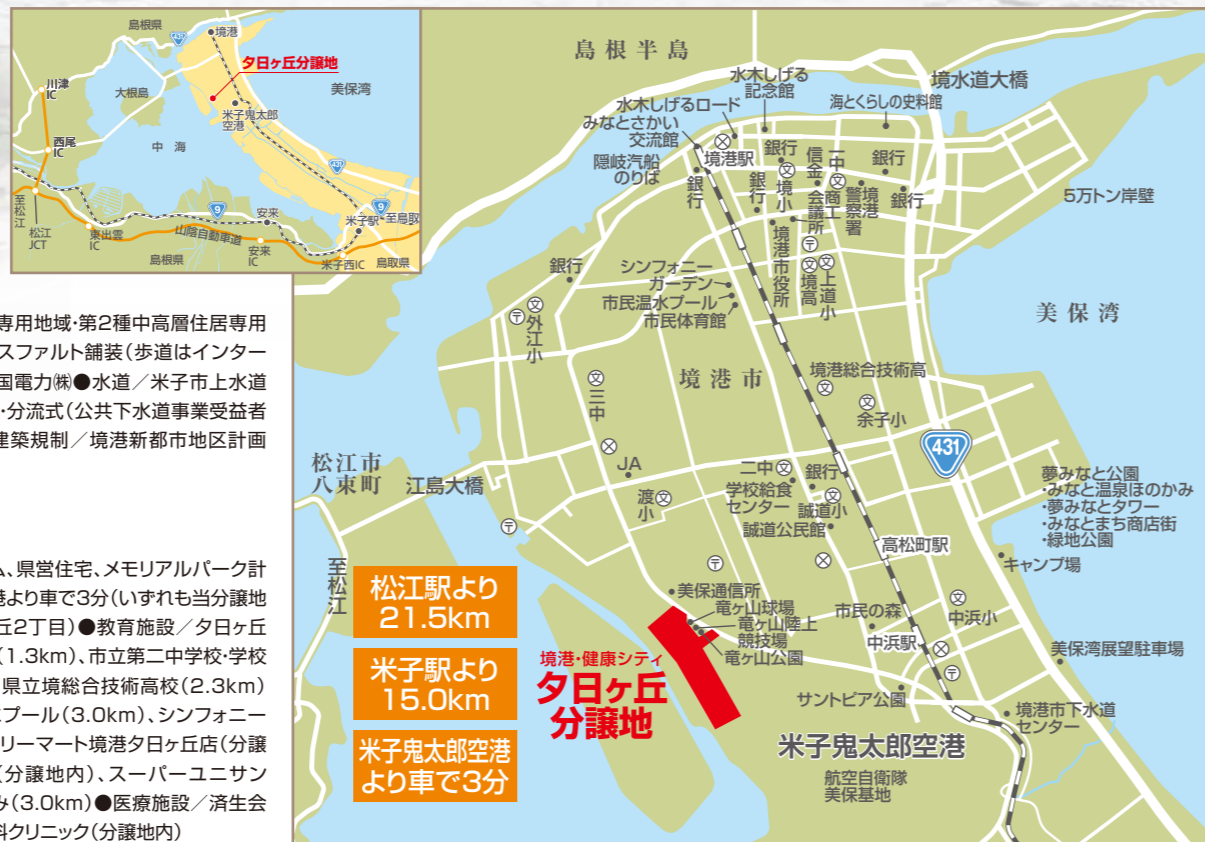 島根県
431
境港
夕日ヶ丘分譲地
川津
IC
大根島
美保湾
米子鬼太郎
空港
西尾
IC
中海
431
9
9
至松江
松江
JCT
東出雲
IC
山陰自動車道
安来
安来
IC
米子駅
至鳥取
米子西IC
島根県
鳥取県
専用地域・第2種中高層住居専用
スファルト舗装(歩道はインター
国電力㈱●水道/米子市上水道
・分流式(公共下水道事業受益者
建築規制/境港新都市地区計画
ム、県営住宅、メモリアルパーク計
港より車で3分(いずれも当分譲地
丘2丁目)●教育施設/夕日ヶ丘
(1.3km)、市立第二中学校・学校
県立境総合技術高校(2.3km)
プール(3.0km)、シンフォニー
リーマート境港夕日ヶ丘店(分譲
(分譲地内)、スーパーユニサン
み(3.0km)●医療施設/済生会
科クリニック(分譲地内)
島根半島
境水道大橋
水木しげる
記念館
海とくらしの史料館
水木しげるロード
みなとさかい
交流館
隠岐汽船
のりば
境港駅
銀行
銀行
銀行
文
境小
信金
会議所
一中
文
商工
境港
警察署
銀行
銀行
5万トン岸壁
銀行
シンフォニー
ガーデン
市民温水プール
市民体育館
境港市役所
〒
文
境高
文
上道小
美保湾
〒
文
外江小
文
三中
境港市
境港総合技術高
文
文
余子小
431
松江市
八束町
江島大橋
JA
渡小
文
二中
文
銀行
学校給食
センター
文
誠道小
誠道公民館
夢みなと公園
・みなと温泉ほのかみ
・夢みなとタワー
・みなとまち商店街
・緑地公園
〒
高松町駅
キャンプ場
至松江
〒
美保通信所
竜ヶ山球場
竜ヶ山陸上
競技場
竜ヶ山公園
市民の森
中浜駅
文
中浜小
美保湾展望駐車場
〒
サントピア公園
境港市下水道
センター
松江駅より
21.5km
米子駅より
15.0km
米子鬼太郎空港
より車で3分
境港・健康シティ
夕日ヶ丘
分譲地
米子鬼太郎空港
航空自衛隊
美保基地